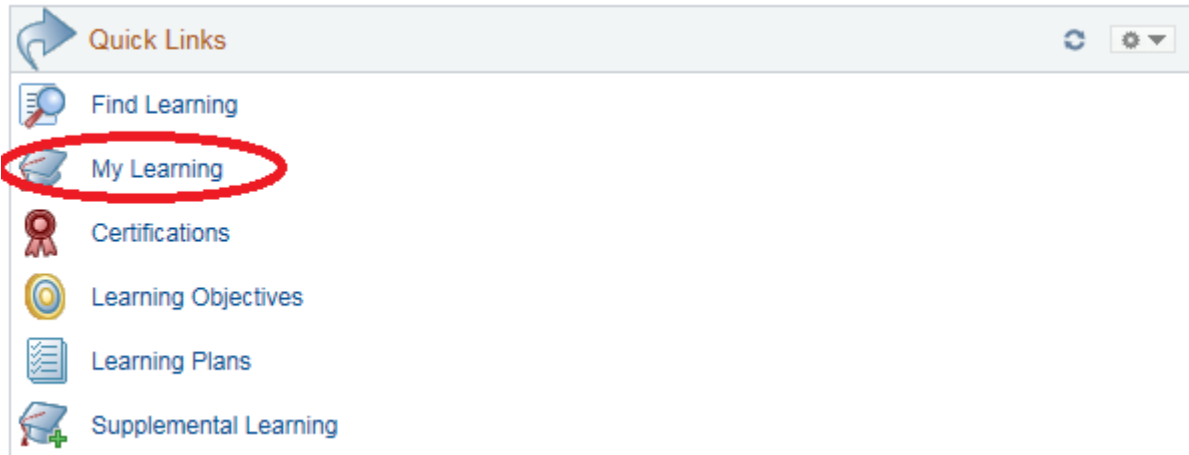 Quick Links
Find Learning
My Learning
Certifications
Learning Objectives
Learning Plans
Supplemental Learning